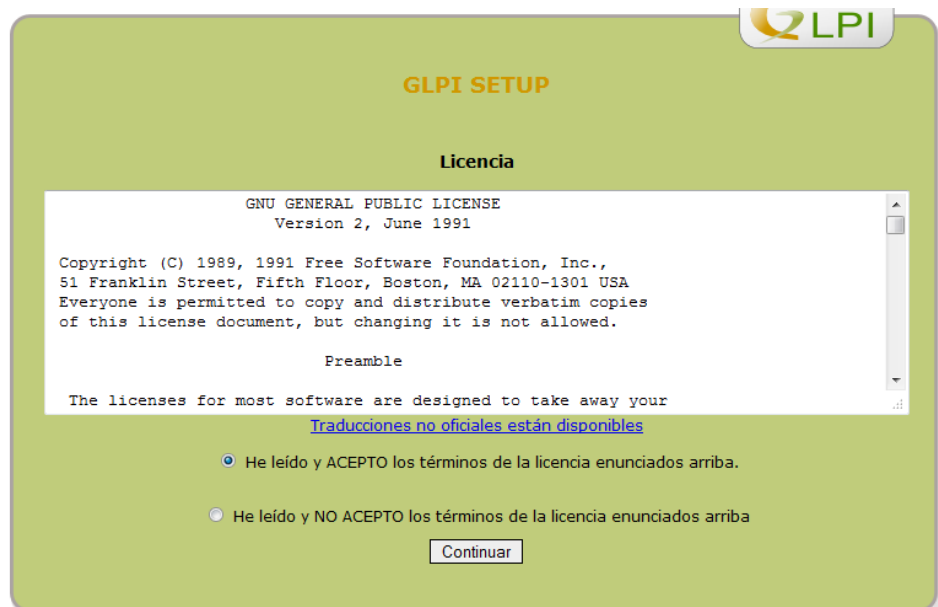 GLPI
GLPI SETUP
Licencia
GNU GENERAL PUBLIC LICENSE
Version 2, June 1991
Copyright (C) 1989, 1991 Free Software Foundation, Inc.,
51 Franklin Street, Fifth Floor, Boston, MA 02110-1301 USA
Everyone is permitted to copy and distribute verbatim copies
of this license document, but changing it is not allowed.
Preamble
The licenses for most software are designed to take away your
Traducciones no oficiales están disponibles
He leído y ACEPTO los términos de la licencia enunciados arriba.
He leído y NO ACEPTO los términos de la licencia enunciados arriba
Continuar